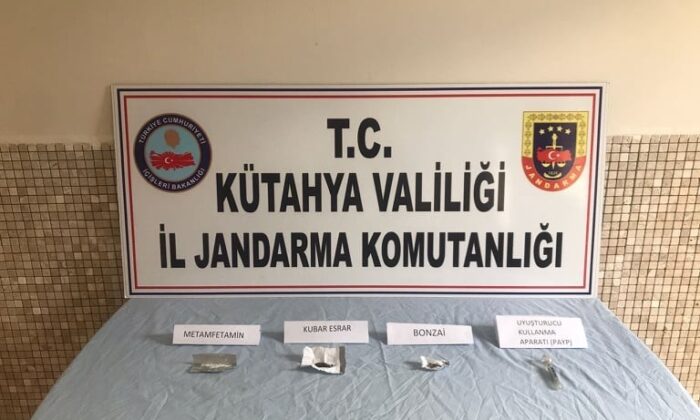 T.C.
KÜTAHYA VALİLİĞİ
İL JANDARMA KOMUTANLIĞI
TÜRKİYE CUMHURİYETİ
İÇİŞLERİ BAKANLIĞI
JANDARMA
METAMFETAMİN
KUBAR ESRAR
BONZAİ
UYUŞTURUCU
KULLANMA
APARATI (PAYP)